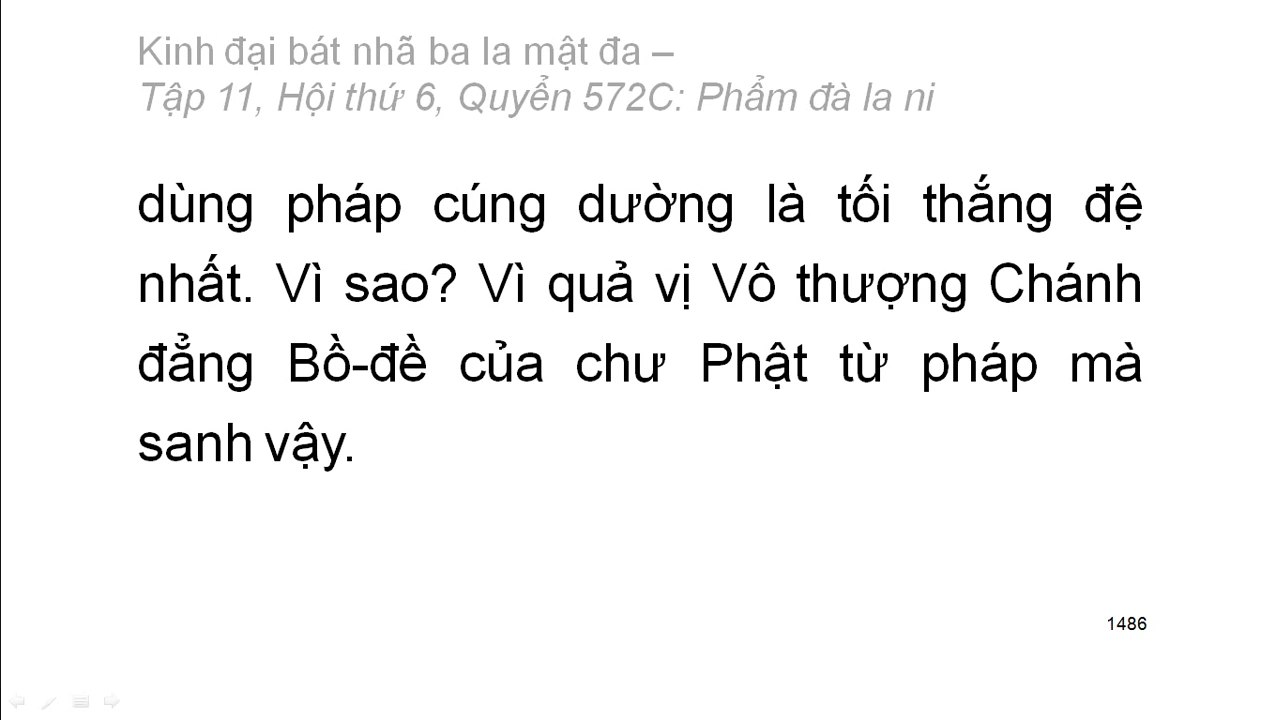 Kinh đại bát nhã ba la mật đa –
Tập 11, Hội thứ 6, Quyển 572C: Phẩm đà la ni
dùng pháp cúng dường là tối thắng đệ
nhất. Vì sao? Vì quả vị Vô thượng Chánh
đẳng Bồ-đề của chư Phật từ pháp mà
sanh vậy.
1486